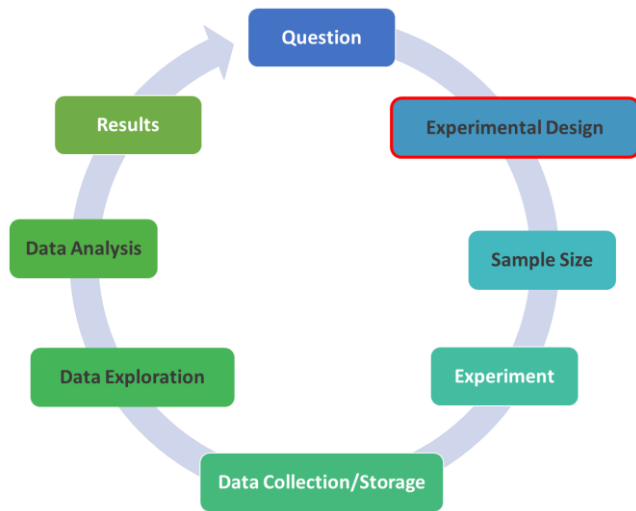 Question
Experimental Design
Sample Size
Experiment
Data Collection/Storage
Data Exploration
Data Analysis
Results